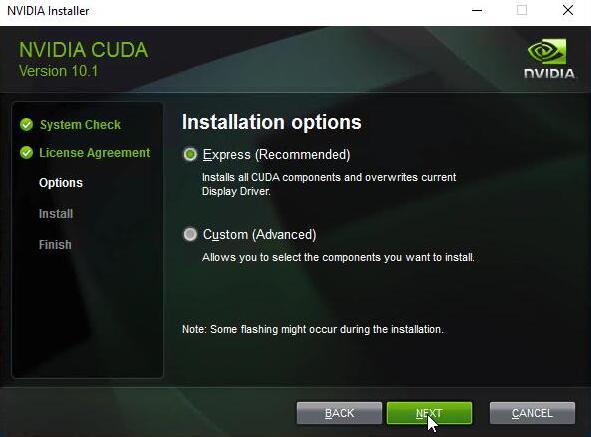 NVIDIA Installer
NVIDIA CUDA
Version 10.1
NVIDIA.
System Check
License Agreement
Options
Install
Finish
Installation options
Express (Recommended)
Installs all CUDA components and overwrites current
Display Driver.
Custom (Advanced)
Allows you to select the components you want to install.
Note: Some flashing might occur during the installation.
BACK
NEXT
CANCEL